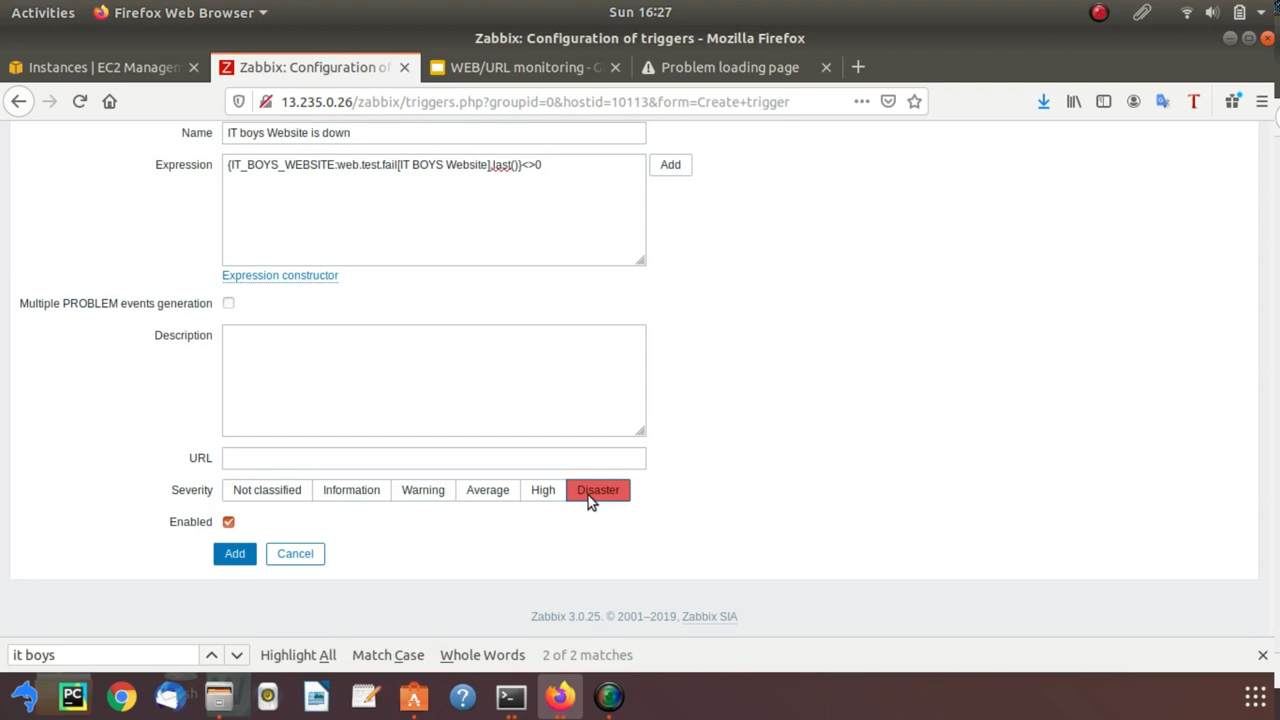 Activities Firefox Web Browser Sun 16:27
Zabbix: Configuration of triggers - Mozilla Firefox
Instances | EC2 Managem Zabbix: Configuration of WEB/URL monitoring - G Problem loading page
13.235.0.26/zabbix/triggers.php?groupid=0&hostid=10113&form=Create+trigger
Name IT boys Website is down
Expression {IT_BOYS_WEBSITE:web.test.fail[IT BOYS Website].last()}<>0 Add
Expression constructor
Multiple PROBLEM events generation
Description
URL
Severity Not classified Information Warning Average High Disaster
Enabled
Add Cancel
Zabbix 3.0.25. © 2001–2019, Zabbix SIA
it boys Highlight All Match Case Whole Words 2 of 2 matches